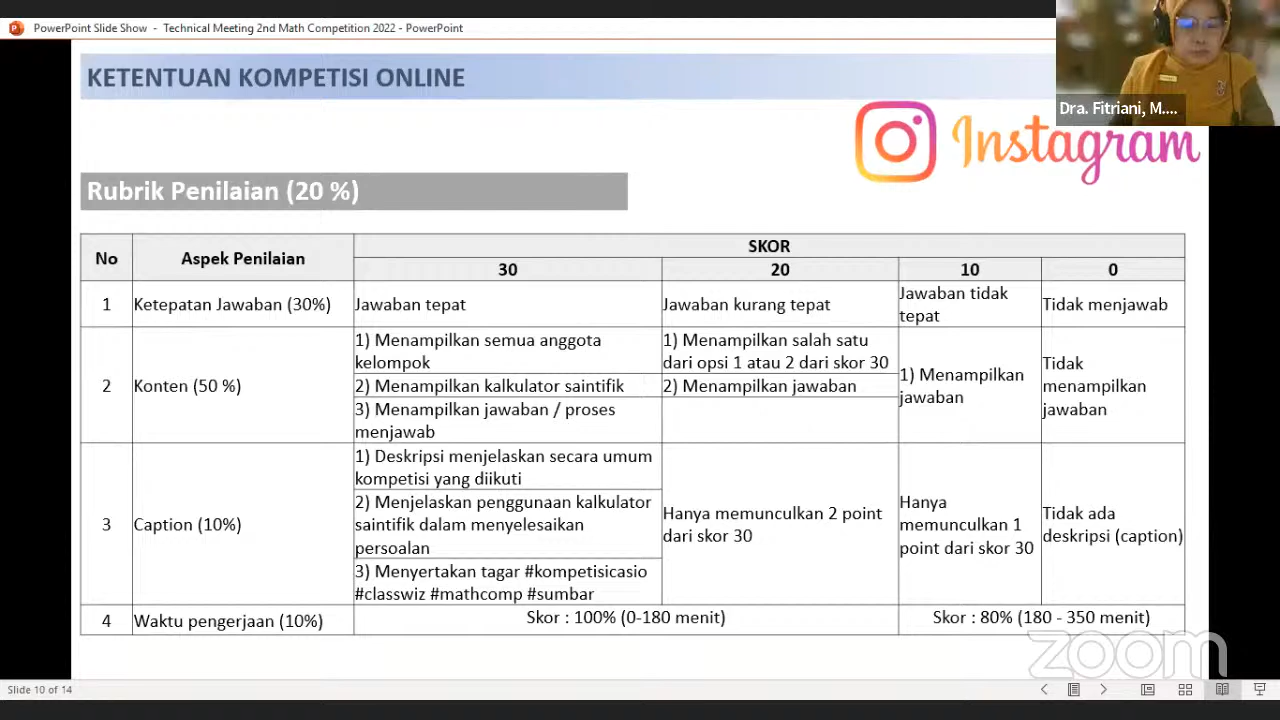 PowerPoint Slide Show - Technical Meeting 2nd Math Competition 2022 - PowerPoint
KETENTUAN KOMPETISI ONLINE
Dra. Fitriani, M....
Instagram
Rubrik Penilaian (20 %)
No
Aspek Penilaian
SKOR
30
20
10
0
1
Ketepatan Jawaban (30%)
Jawaban tepat
Jawaban kurang tepat
Jawaban tidak
tepat
Tidak menjawab
2
Konten (50 %)
1) Menampilkan semua anggota
kelompok
2) Menampilkan kalkulator saintifik
3) Menampilkan jawaban / proses
menjawab
1) Menampilkan salah satu
dari opsi 1 atau 2 dari skor 30
2) Menampilkan jawaban
1) Menampilkan
jawaban
Tidak
menampilkan
jawaban
3
Caption (10%)
1) Deskripsi menjelaskan secara umum
kompetisi yang diikuti
2) Menjelaskan penggunaan kalkulator
saintifik dalam menyelesaikan
persoalan
3) Menyertakan tagar #kompetisicasio
#classwiz #mathcomp #sumbar
Hanya memunculkan 2 point
dari skor 30
Hanya
memunculkan 1
point dari skor 30
Tidak ada
deskripsi (caption)
4
Waktu pengerjaan (10%)
Skor : 100% (0-180 menit)
Skor : 80% (180 - 350 menit)
zoom
Slide 10 of 14